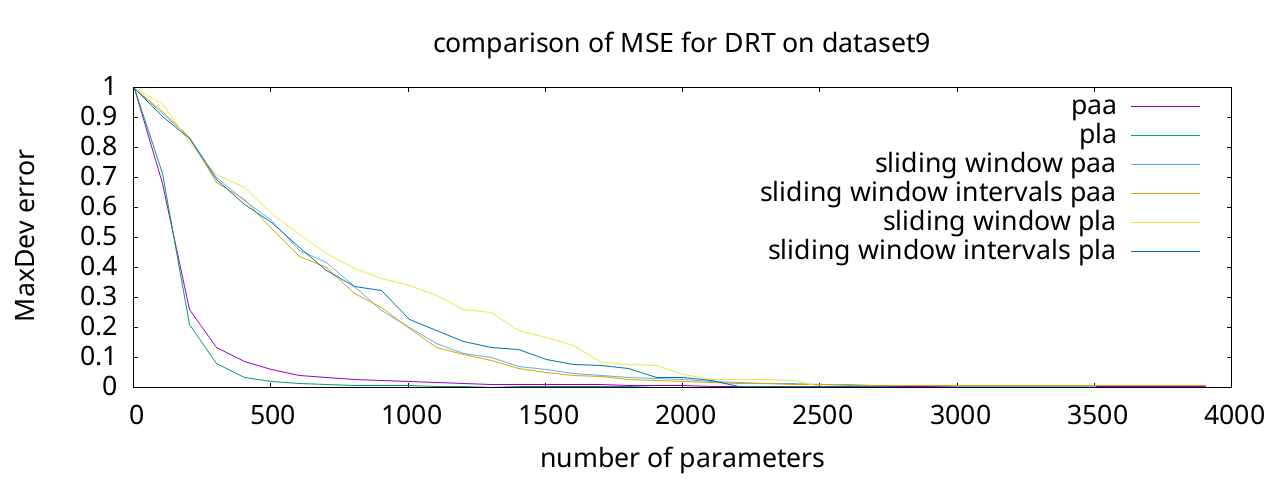 comparison of MSE for DRT on dataset9
MaxDev error
1
0.9
0.8
0.7
0.6
0.5
0.4
0.3
0.2
0.1
0
paa
pla
sliding window paa
sliding window intervals paa
sliding window pla
sliding window intervals pla
0 500 1000 1500 2000 2500 3000 3500 4000
number of parameters